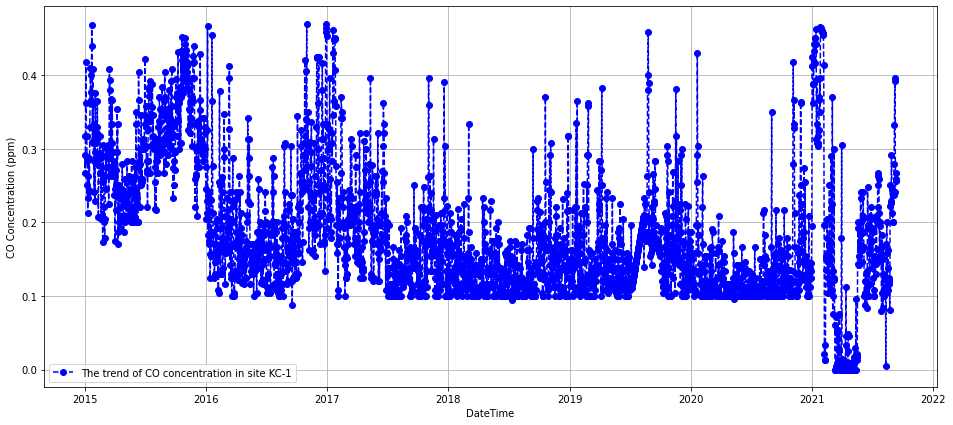 CO Concentration (ppm)
0.4
0.3
0.2
0.1
0.0
The trend of CO concentration in site KC-1
2015 2016 2017 2018 2019 2020 2021 2022
DateTime